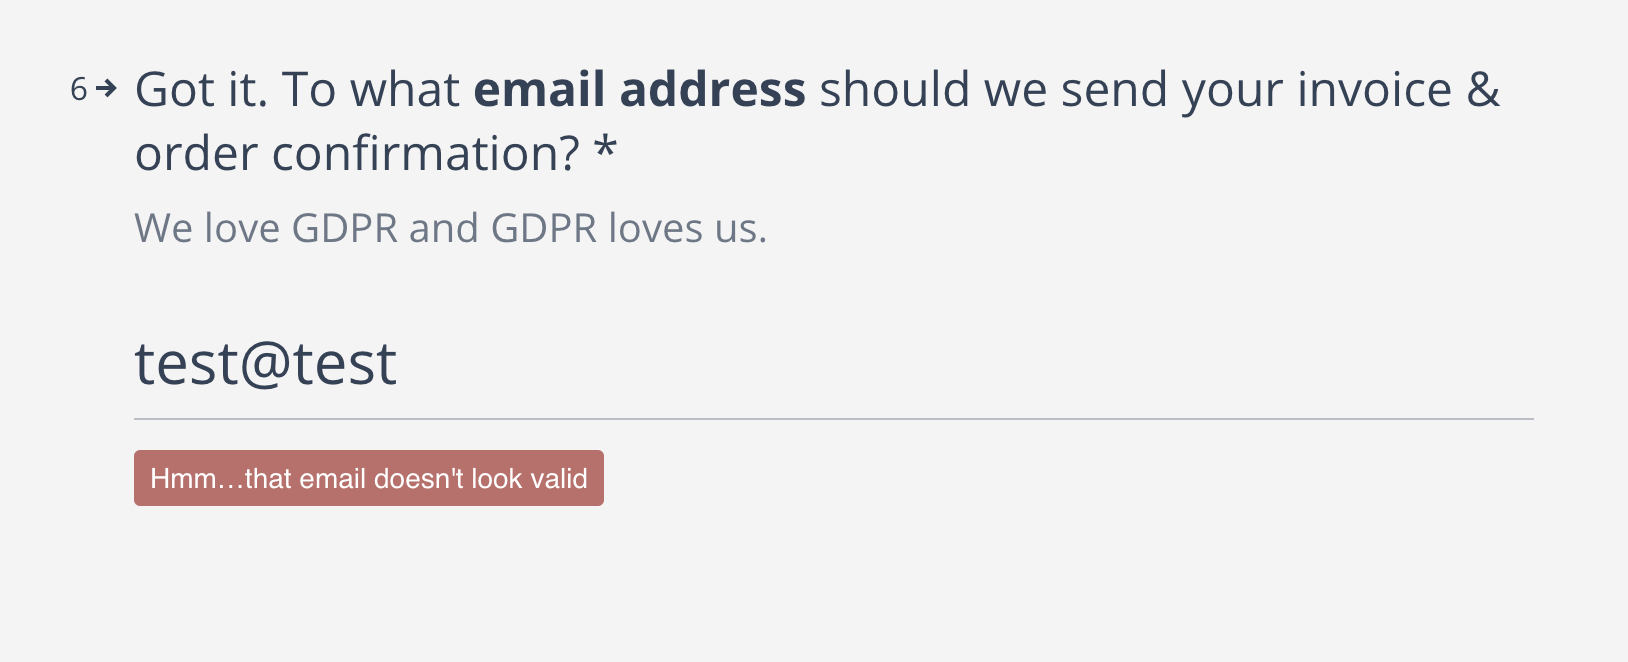 6➔ Got it. To what email address should we send your invoice &
order confirmation? *
We love GDPR and GDPR loves us.
test@test
Hmm…that email doesn't look valid